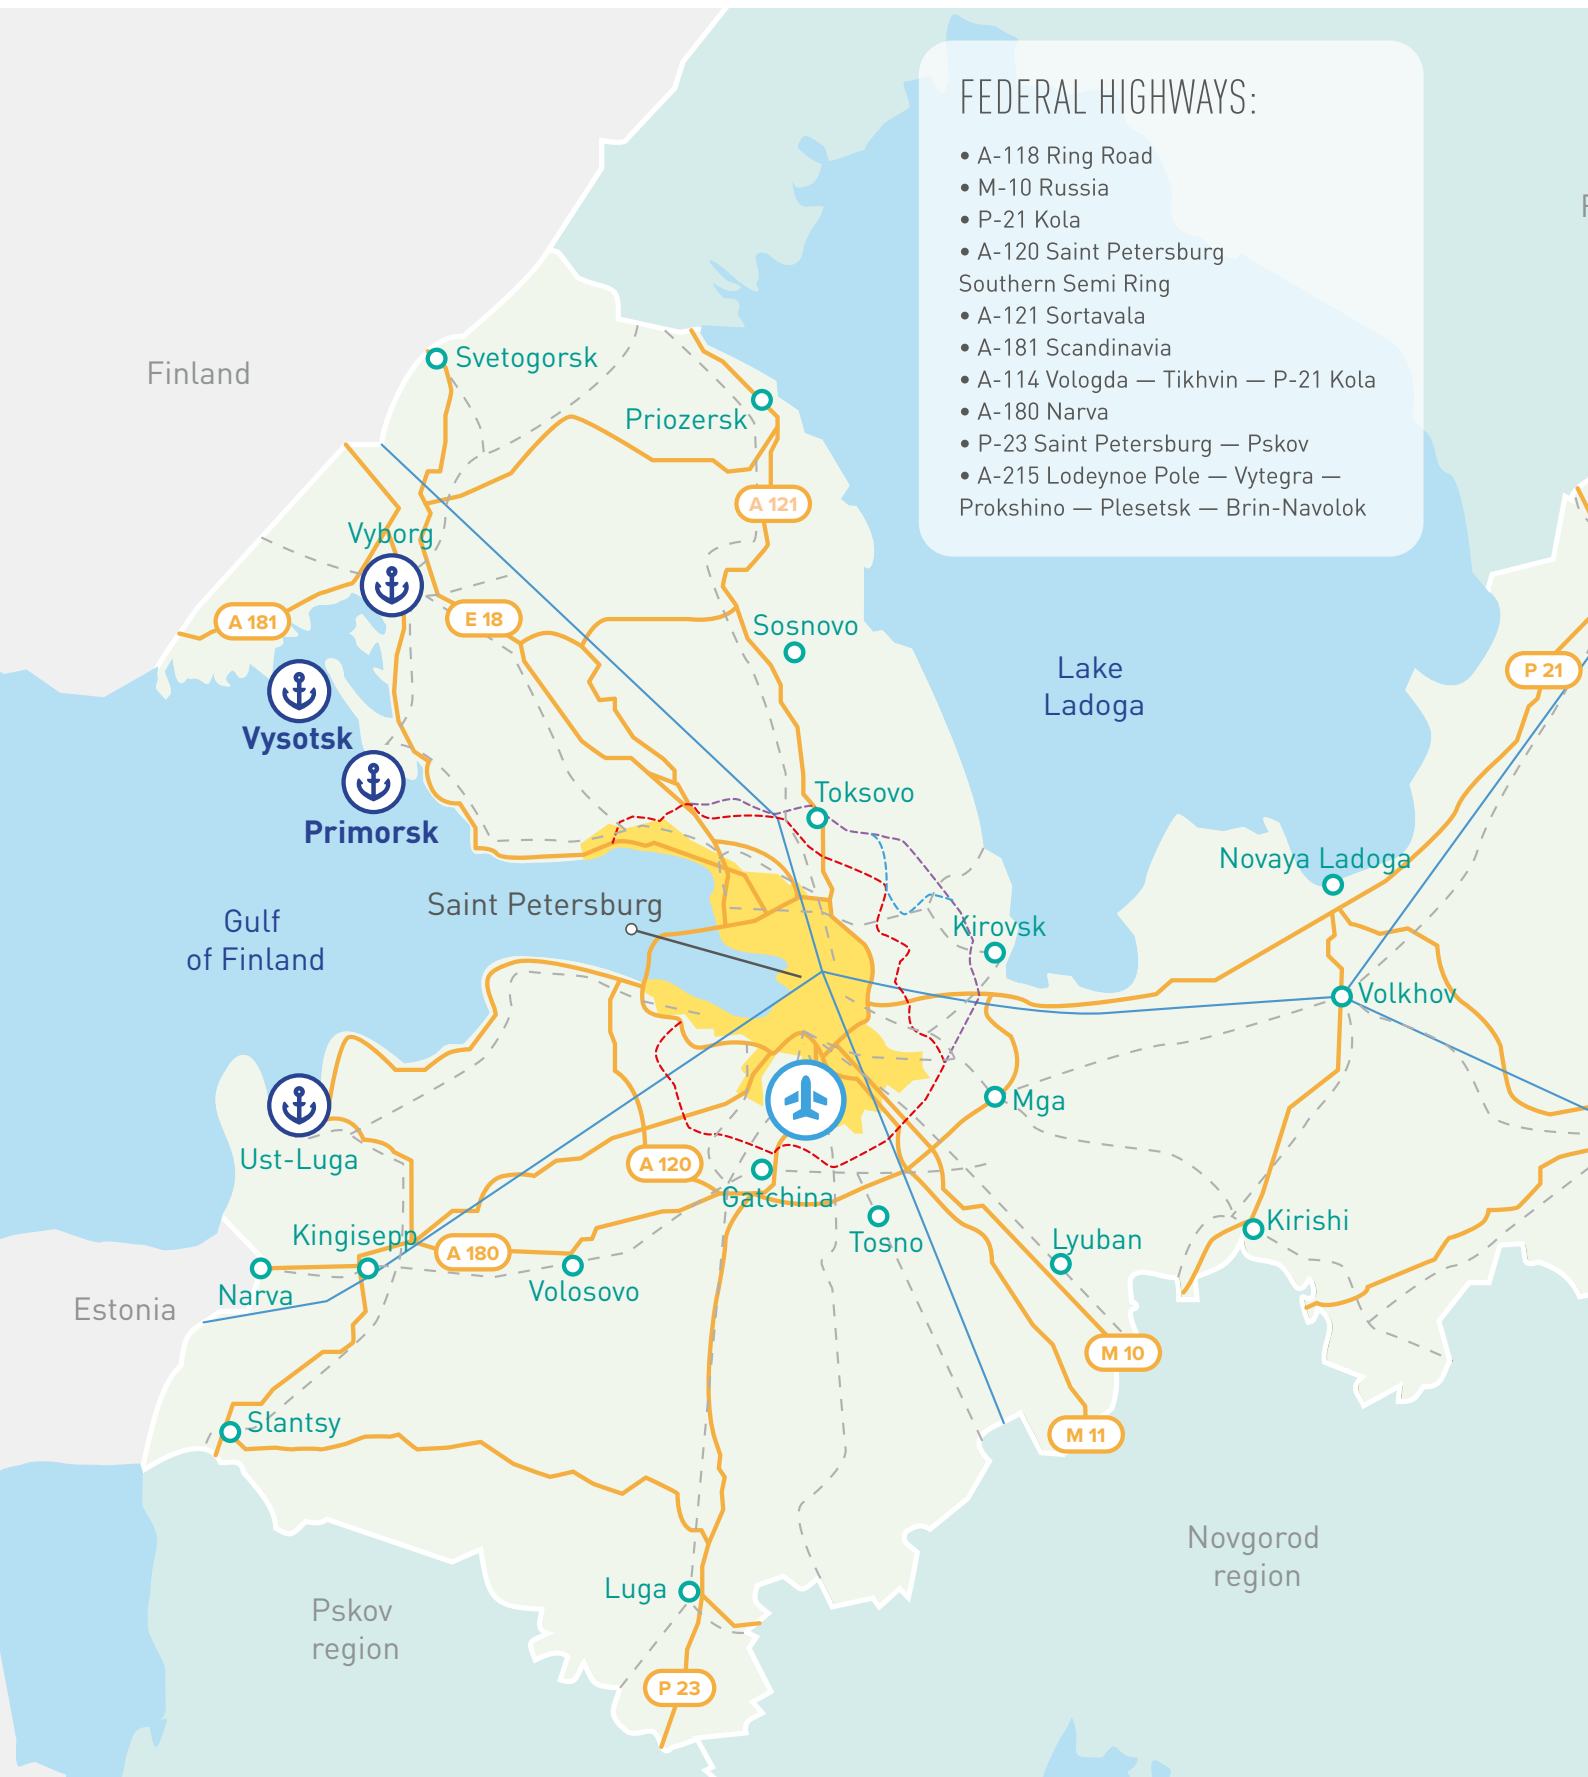 FEDERAL HIGHWAYS:
• A-118 Ring Road
• M-10 Russia
• P-21 Kola
• A-120 Saint Petersburg
Southern Semi Ring
• A-121 Sortavala
• A-181 Scandinavia
• A-114 Vologda — Tikhvin — P-21 Kola
• A-180 Narva
• P-23 Saint Petersburg — Pskov
• A-215 Lodeynoe Pole — Vytegra —
Prokshino — Plesetsk — Brin-Navolok
Finland
Svetogorsk
Priozersk
A 121
Vyborg
A 181
E 18
Sosnovo
Lake
Ladoga
P 21
Vysotsk
Primorsk
Toksovo
Novaya Ladoga
Saint Petersburg
Gulf
of Finland
Kirovsk
Volkhov
Mga
Ust-Luga
A 120
Gatchina
Kirishi
Kingisepp
A 180
Tosno
Lyuban
Narva
Volosovo
Estonia
M 10
Slantsy
M 11
Novgorod
region
Luga
Pskov
region
P 23